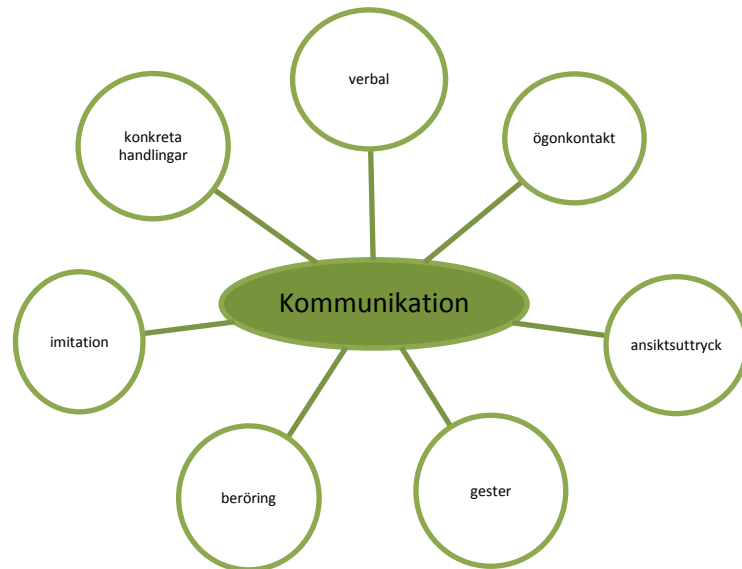 verbal
konkreta
handlingar
ögonkontakt
Kommunikation
imitation
ansiktsuttryck
beröring
gester